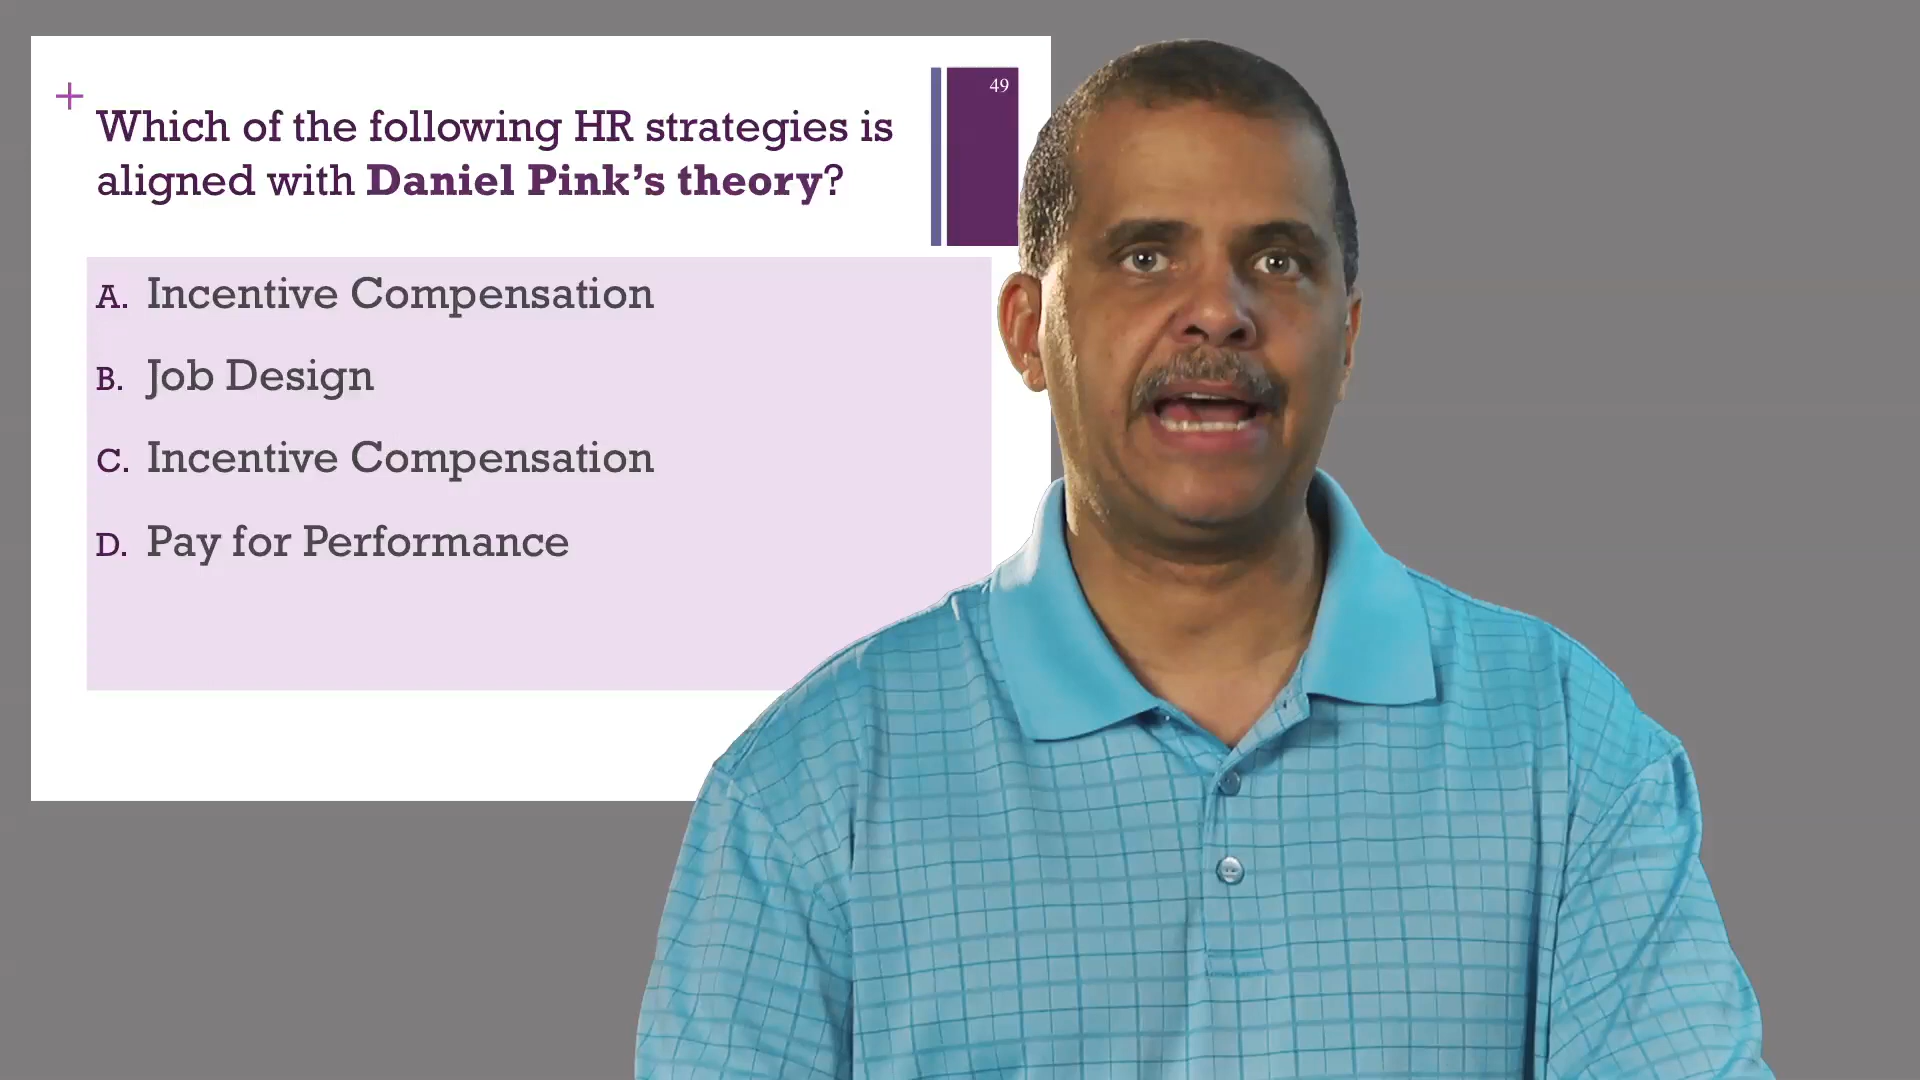 49
+
Which of the following HR strategies is
aligned with Daniel Pink's theory?
A. Incentive Compensation
B. Job Design
C. Incentive Compensation
D. Pay for Performance